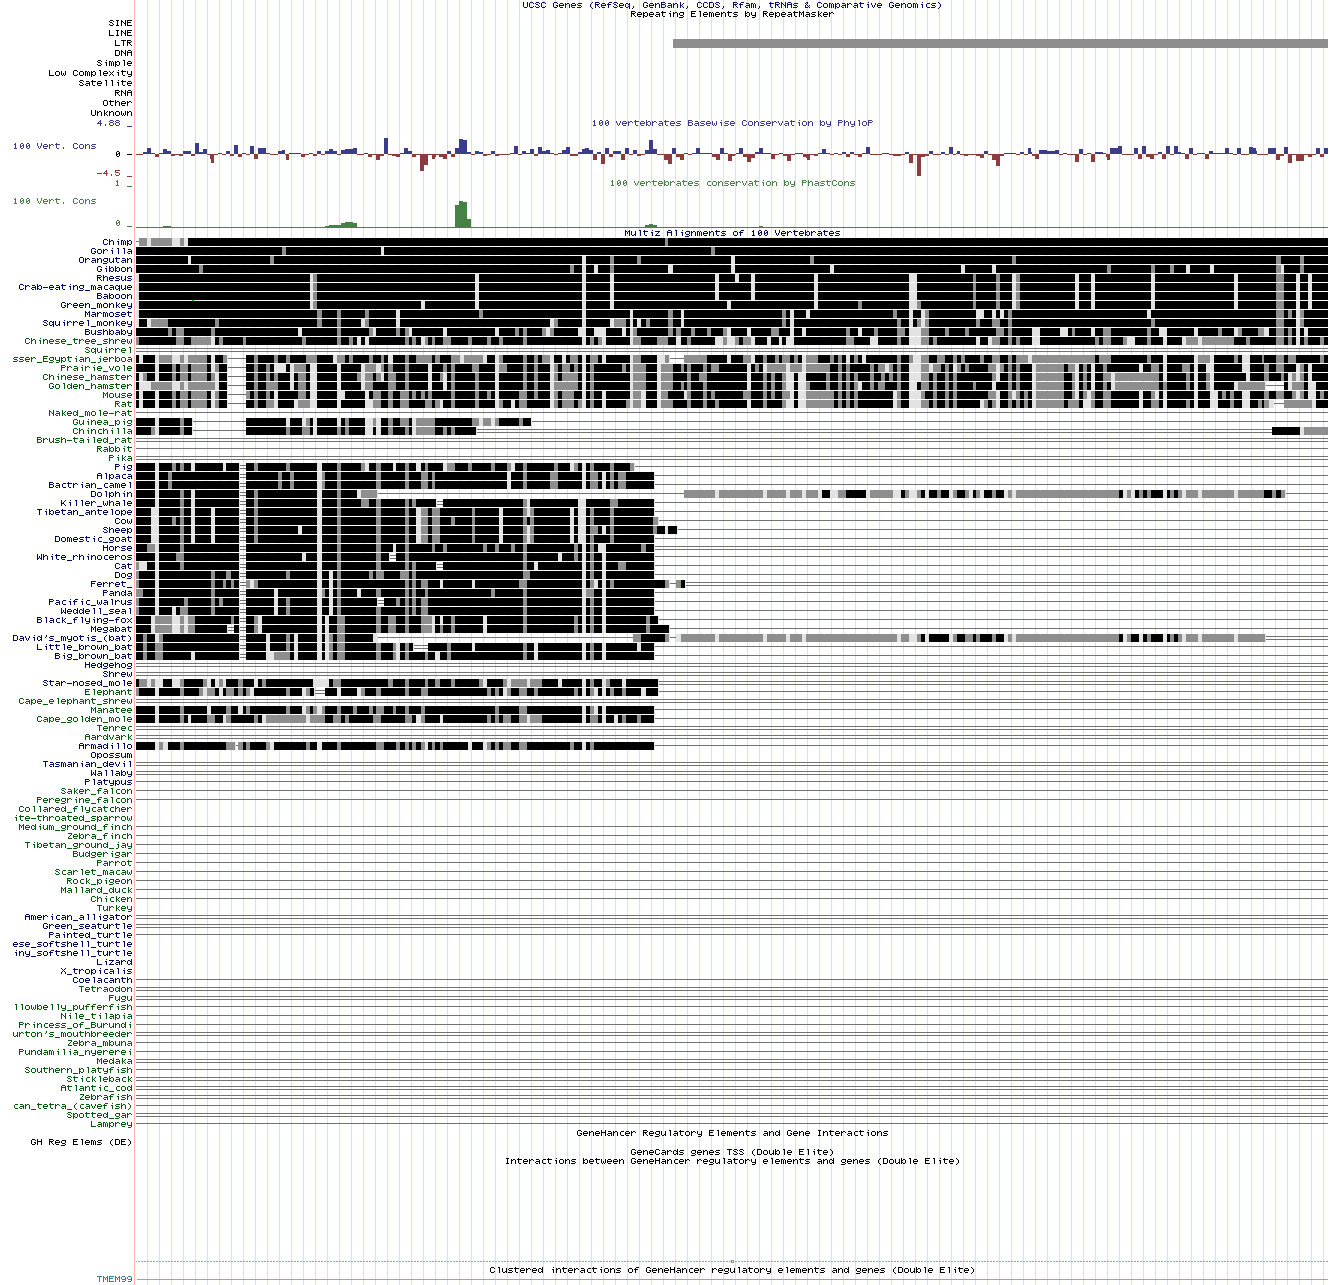 UCSC Genes (RefSeq, GenBank, CCDS, Rfam, tRNAs & Comparative Genomics)
Repeating Elements by RepeatMasker
SINE
LINE
LTR
DNA
Simple
Low Complexity
Satellite
RNA
Other
Unknown
100 vertebrates Basewise Conservation by PhyloP
4.88 _
100 Vert. Cons
0 -
-4.5 _
100 vertebrates conservation by PhastCons
1 _
100 Vert. Cons
0 _
Multiz Alignments of 100 Vertebrates
Chimp
Gorilla
Orangutan
Gibbon
Rhesus
Crab-eating_macaque
Baboon
Green_monkey
Marmoset
Squirrel_monkey
Bushbaby
Chinese_tree_shrew
Squirrel
sser_Egyptian_jerboa
Prairie_vole
Chinese_hamster
Golden_hamster
Mouse
Rat
Naked_mole-rat
Guinea_pig
Chinchilla
Brush-tailed_rat
Rabbit
Pika
Pig
Alpaca
Bactrian_camel
Dolphin
Killer_whale
Tibetan_antelope
Cow
Sheep
Domestic_goat
Horse
White_rhinoceros
Cat
Dog
Ferret_
Panda
Pacific_walrus
Weddell_seal
Black_flying-fox
Megabat
David's_myotis_(bat)
Little_brown_bat
Big_brown_bat
Hedgehog
Shrew
Star-nosed_mole
Elephant
Cape_elephant_shrew
Manatee
Cape_golden_mole
Tenrec
Aardvark
Armadillo
Opossum
Tasmanian_devil
Wallaby
Platypus
Saker_falcon
Peregrine_falcon
Collared_flycatcher
ite-throated_sparrow
Medium_ground_finch
Zebra_finch
Tibetan_ground_jay
Budgerigar
Parrot
Scarlet_macaw
Rock_pigeon
Mallard_duck
Chicken
Turkey
American_alligator
Green_seaturtle
Painted_turtle
ese_softshell_turtle
iny_softshell_turtle
Lizard
X_tropicalis
Coelacanth
Tetraodon
Fugu
llowbelly_pufferfish
Nile_tilapia
Princess_of_Burundi
urton's_mouthbreeder
Zebra_mbuna
Pundamilia_nyererei
Medaka
Southern_platyfish
Stickleback
Atlantic_cod
Zebrafish
can_tetra_(cavefish)
Spotted_gar
Lamprey
GeneHancer Regulatory Elements and Gene Interactions
GH Reg Elems (DE)
GeneCards genes TSS (Double Elite)
Interactions between GeneHancer regulatory elements and genes (Double Elite)
Clustered interactions of GeneHancer regulatory elements and genes (Double Elite)
TMEM99